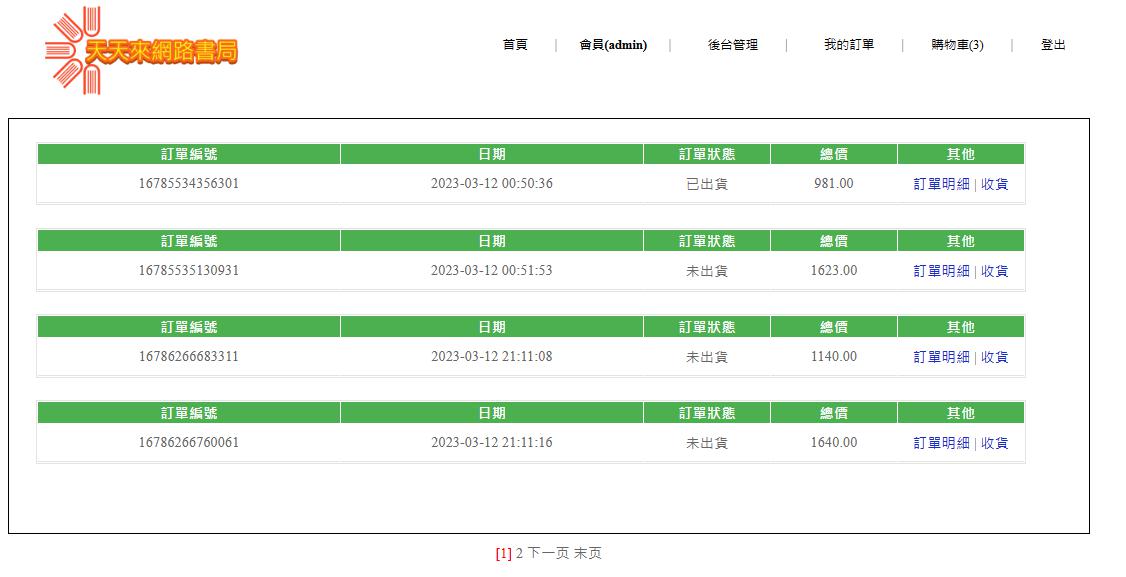 天天來網路書局
首頁 | 會員(admin) | 後台管理 | 我的訂單 | 購物車(3) | 登出
訂單編號 日期 訂單狀態 總價 其他
16785534356301 2023-03-12 00:50:36 已出貨 981.00 訂單明細 | 收貨
訂單編號 日期 訂單狀態 總價 其他
16785535130931 2023-03-12 00:51:53 未出貨 1623.00 訂單明細 | 收貨
訂單編號 日期 訂單狀態 總價 其他
16786266683311 2023-03-12 21:11:08 未出貨 1140.00 訂單明細 | 收貨
訂單編號 日期 訂單狀態 總價 其他
16786266760061 2023-03-12 21:11:16 未出貨 1640.00 訂單明細 | 收貨
[1] 2 下一页 末页